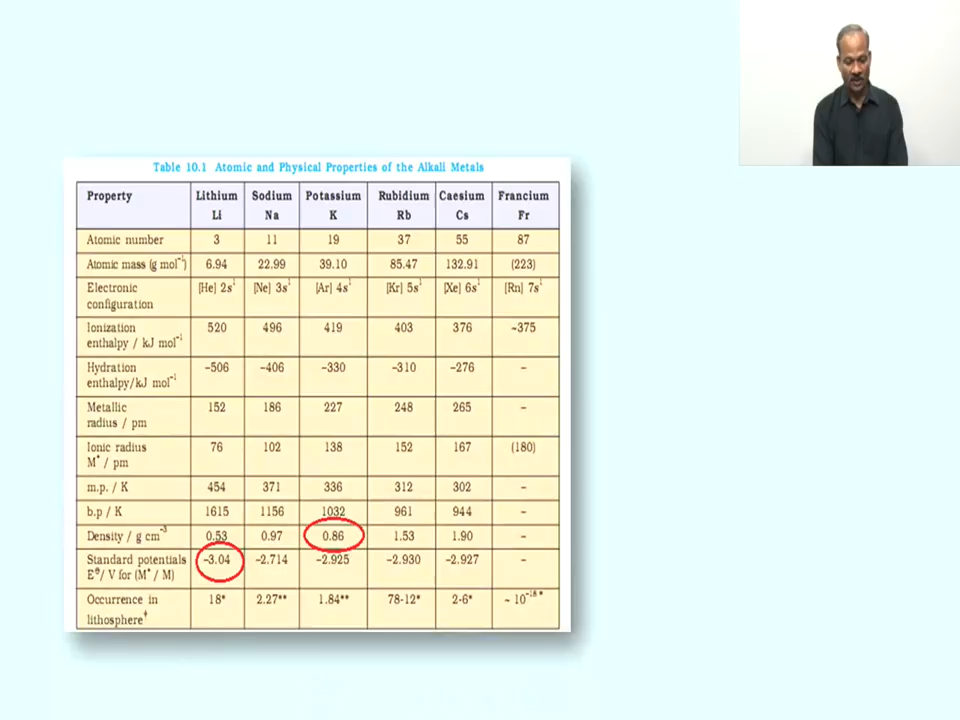 Table 10.1 Atomic and Physical Properties of the Alkali Metals
Property Lithium Sodium Potassium Rubidium Caesium Francium
Li Na K Rb Cs Fr
Atomic number 3 11 19 37 55 87
Atomic mass (g mol⁻¹) 6.94 22.99 39.10 85.47 132.91 (223)
Electronic [He] 2s¹ [Ne] 3s¹ [Ar] 4s¹ [Kr] 5s¹ [Xe] 6s¹ [Rn] 7s¹
configuration
Ionization 520 496 419 403 376 ~375
enthalpy / kJ mol⁻¹
Hydration –506 –406 –330 –310 –276 –
enthalpy/kJ mol⁻¹
Metallic 152 186 227 248 265 –
radius / pm
Ionic radius 76 102 138 152 167 (180)
M⁺ / pm
m.p. / K 454 371 336 312 302 –
b.p / K 1615 1156 1032 961 944 –
Density / g cm⁻³ 0.53 0.97 0.86 1.53 1.90 –
Standard potentials –3.04 –2.714 –2.925 –2.930 –2.927 –
E⊖/ V for (M⁺ / M)
Occurrence in 18* 2.27** 1.84** 78-12* 2-6* ~ 10⁻¹⁸ *
lithosphere†